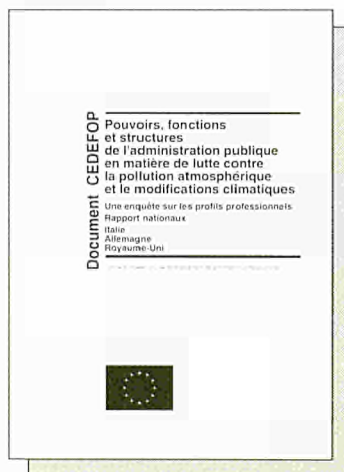 Document CEDEFOP
Pouvoirs, fonctions
et structures
de l'administration publique
en matière de lutte contre
la pollution atmosphérique
et le modifications climatiques
Une enquête sur les profils professionnels
Rapport nationaux
Italie
Allemagne
Royaume-Uni